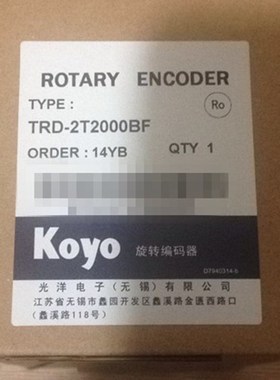 ROTARY ENCODER
TYPE :
Ro
TRD-2T2000BF
ORDER : 14YB QTY 1
Koyo 旋转编码器
光洋电子（无锡）有限公司
江苏省无锡市蠡园开发区蠡溪路金匮西路口
（蠡溪路118号）